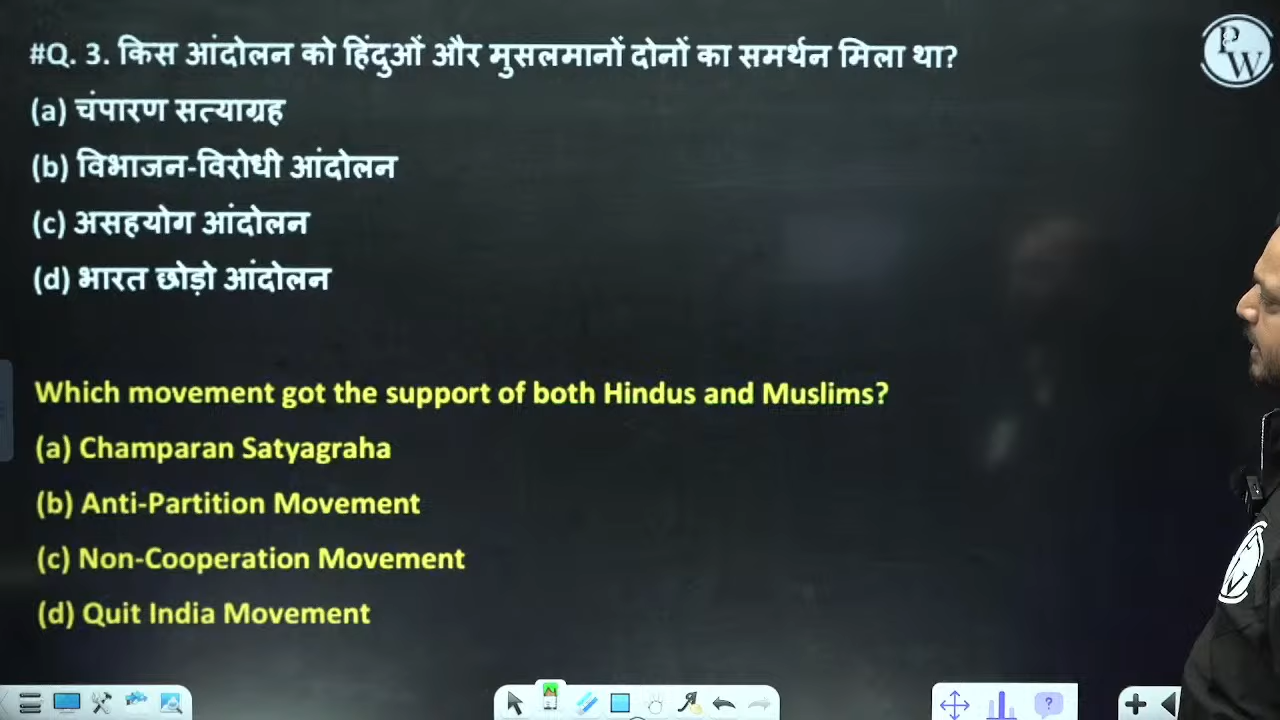 #Q. 3. किस आंदोलन को हिंदुओं और मुसलमानों दोनों का समर्थन मिला था?
(a) चंपारण सत्याग्रह
(b) विभाजन-विरोधी आंदोलन
(c) असहयोग आंदोलन
(d) भारत छोड़ो आंदोलन
Which movement got the support of both Hindus and Muslims?
(a) Champaran Satyagraha
(b) Anti-Partition Movement
(c) Non-Cooperation Movement
(d) Quit India Movement
PW